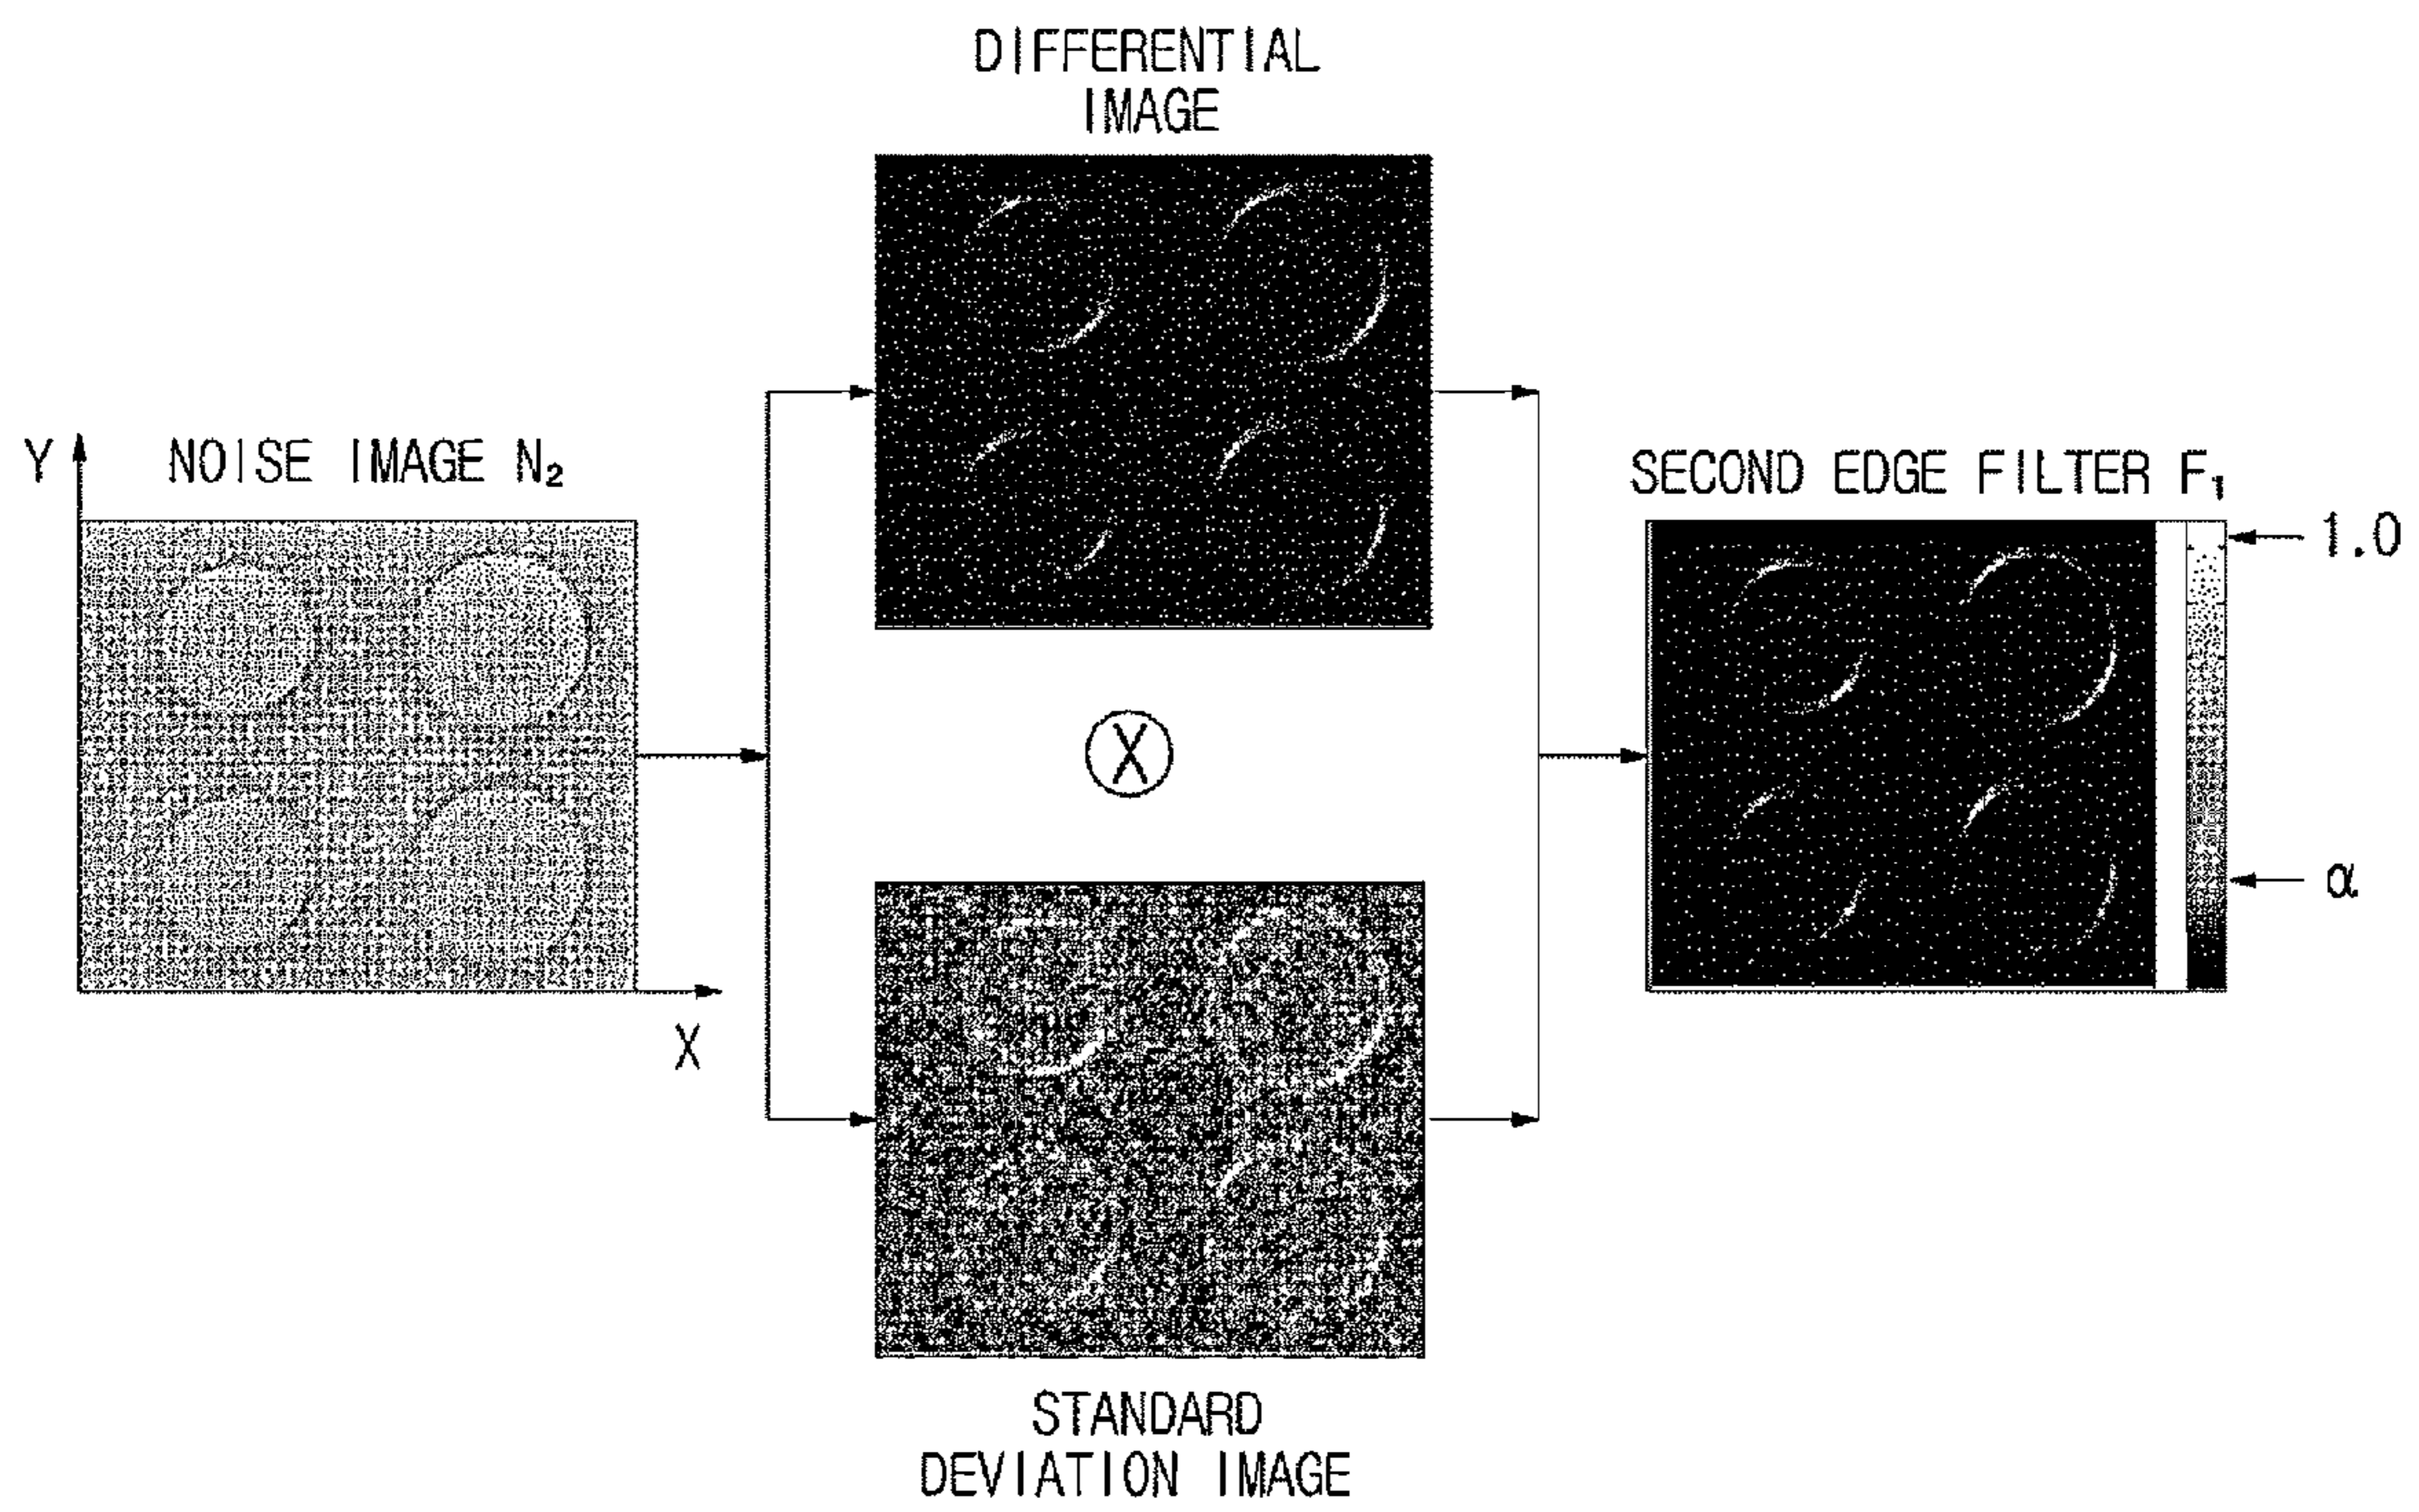 DIFFERENTIAL
IMAGE
Y
NOISE IMAGE N₂
X
X
SECOND EDGE FILTER F₁
1.0
α
STANDARD
DEVIATION IMAGE